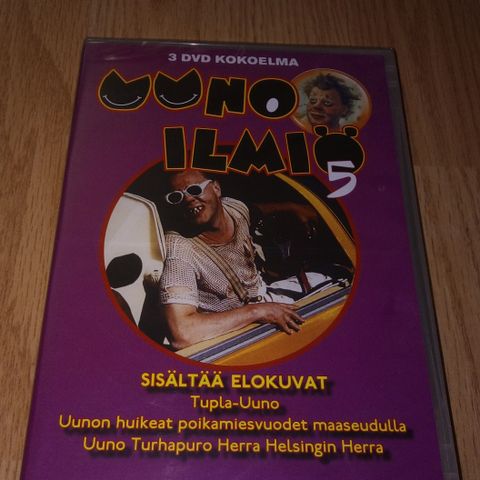 3 DVD KOKOELMA
UUNO
ILMIÖ
5
SISÄLTÄÄ ELOKUVAT
Tupla-Uuno
Uunon huikeat poikamiesvuodet maaseudulla
Uuno Turhapuro Herra Helsingin Herra